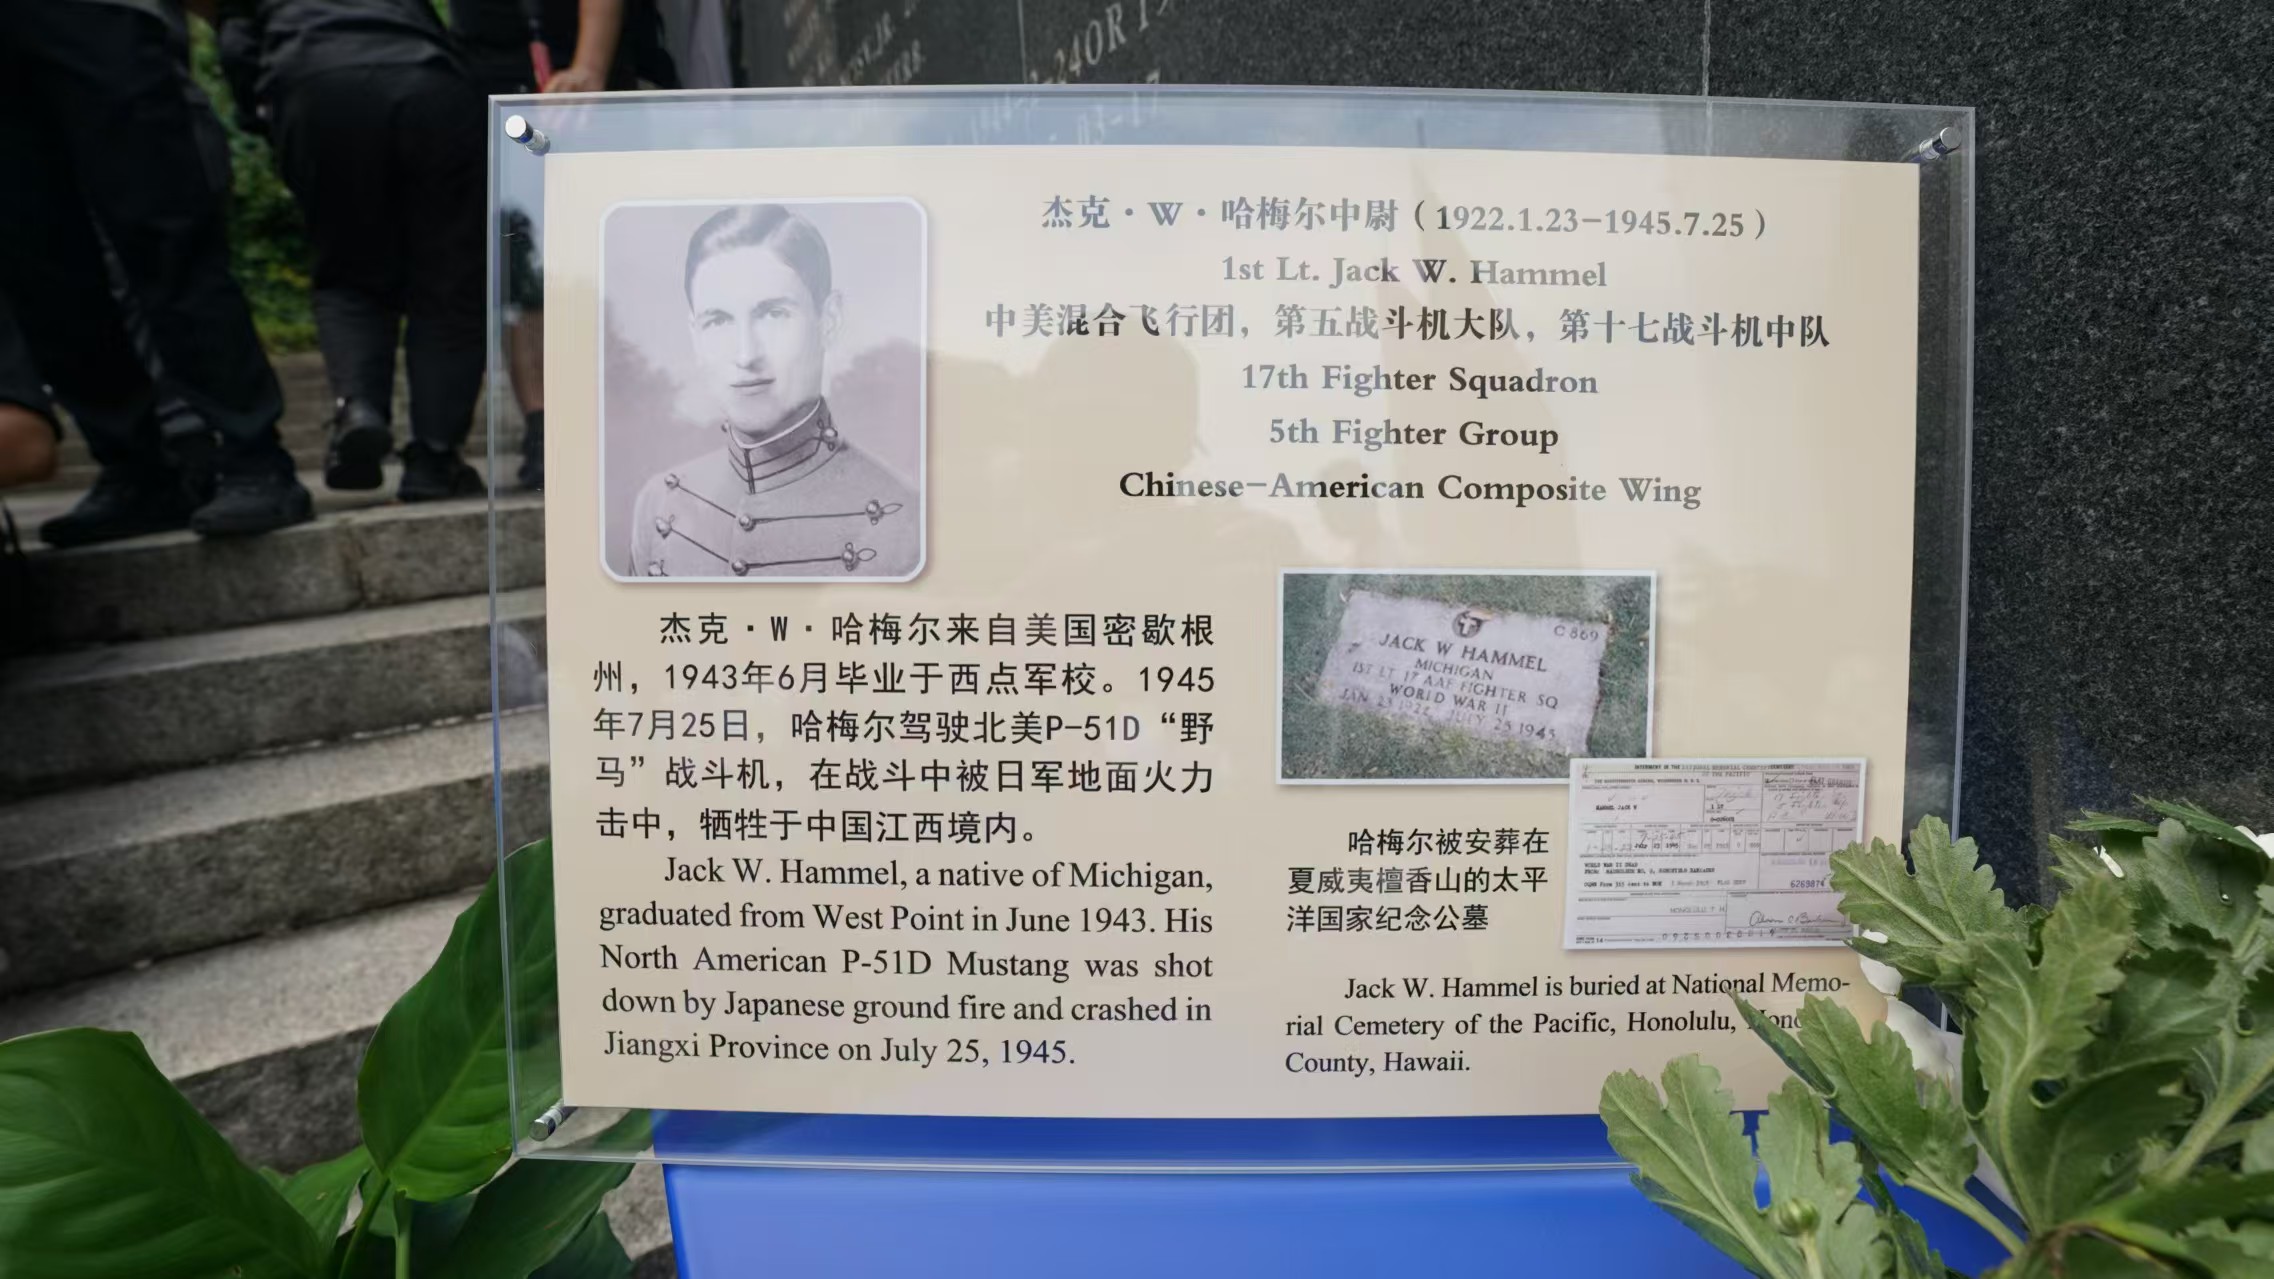 杰克·W·哈梅尔中尉（1922.1.23-1945.7.25）
1st Lt. Jack W. Hammel
中美混合飞行团，第五战斗机大队，第十七战斗机中队
17th Fighter Squadron
5th Fighter Group
Chinese-American Composite Wing
杰克·W·哈梅尔来自美国密歇根
州，1943年6月毕业于西点军校。1945
年7月25日，哈梅尔驾驶北美P-51D“野
马”战斗机，在战斗中被日军地面火力
击中，牺牲于中国江西境内。
Jack W. Hammel, a native of Michigan,
graduated from West Point in June 1943. His
North American P-51D Mustang was shot
down by Japanese ground fire and crashed in
Jiangxi Province on July 25, 1945.
C 869
JACK W HAMMEL
MICHIGAN
1ST LT 17 AAF FIGHTER SQ
WORLD WAR II
JAN 23 1922 JULY 25 1945
HAMMEL JACK W
WORLD WAR II DEAD
6269874
HONOLULU T H
哈梅尔被安葬在
夏威夷檀香山的太平
洋国家纪念公墓
Jack W. Hammel is buried at National Memo-
rial Cemetery of the Pacific, Honolulu,
County, Hawaii.